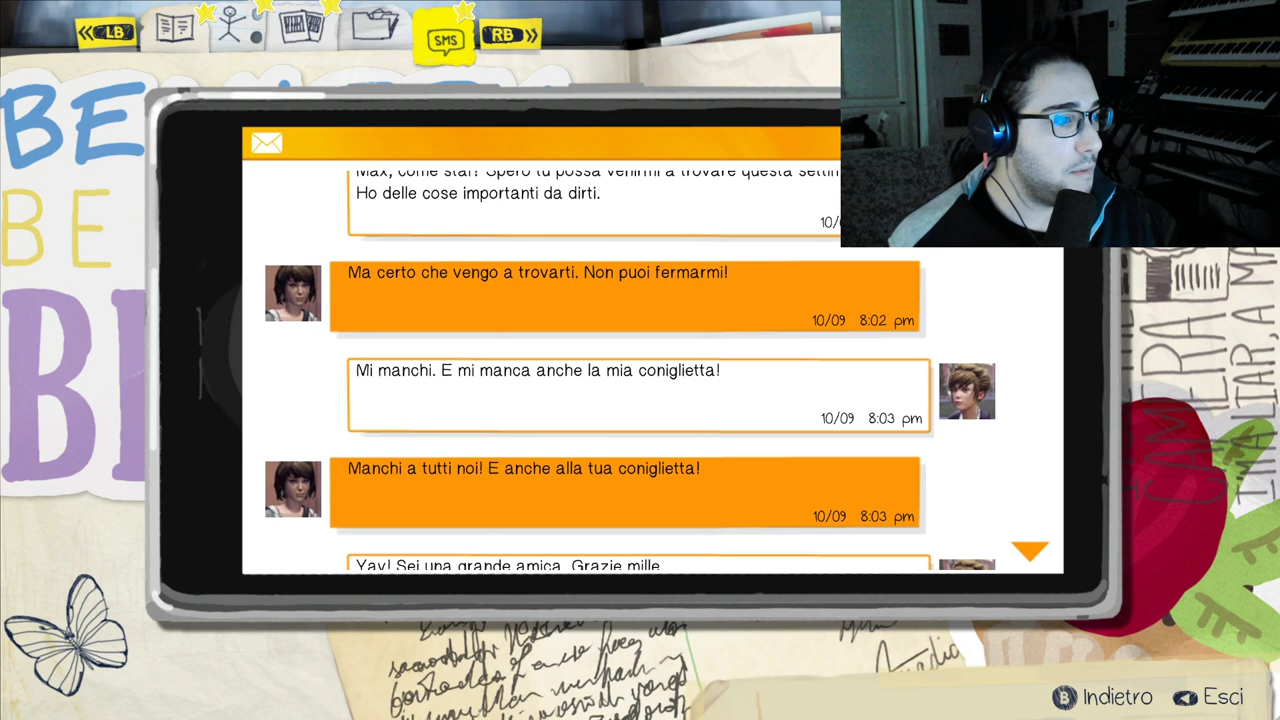 LB
SMS
RB
BE
BE
Max, come stai? Spero tu possa venirmi a trovare questa
Ho delle cose importanti da dirti.
10/
Ma certo che vengo a trovarti. Non puoi fermarmi!
10/09 8:02 pm
Mi manchi. E mi manca anche la mia coniglietta!
10/09 8:03 pm
Manchi a tutti noi! E anche alla tua coniglietta!
10/09 8:03 pm
Yay! Sei una grande amica. Grazie mille
CAMERA
B Indietro
Esci